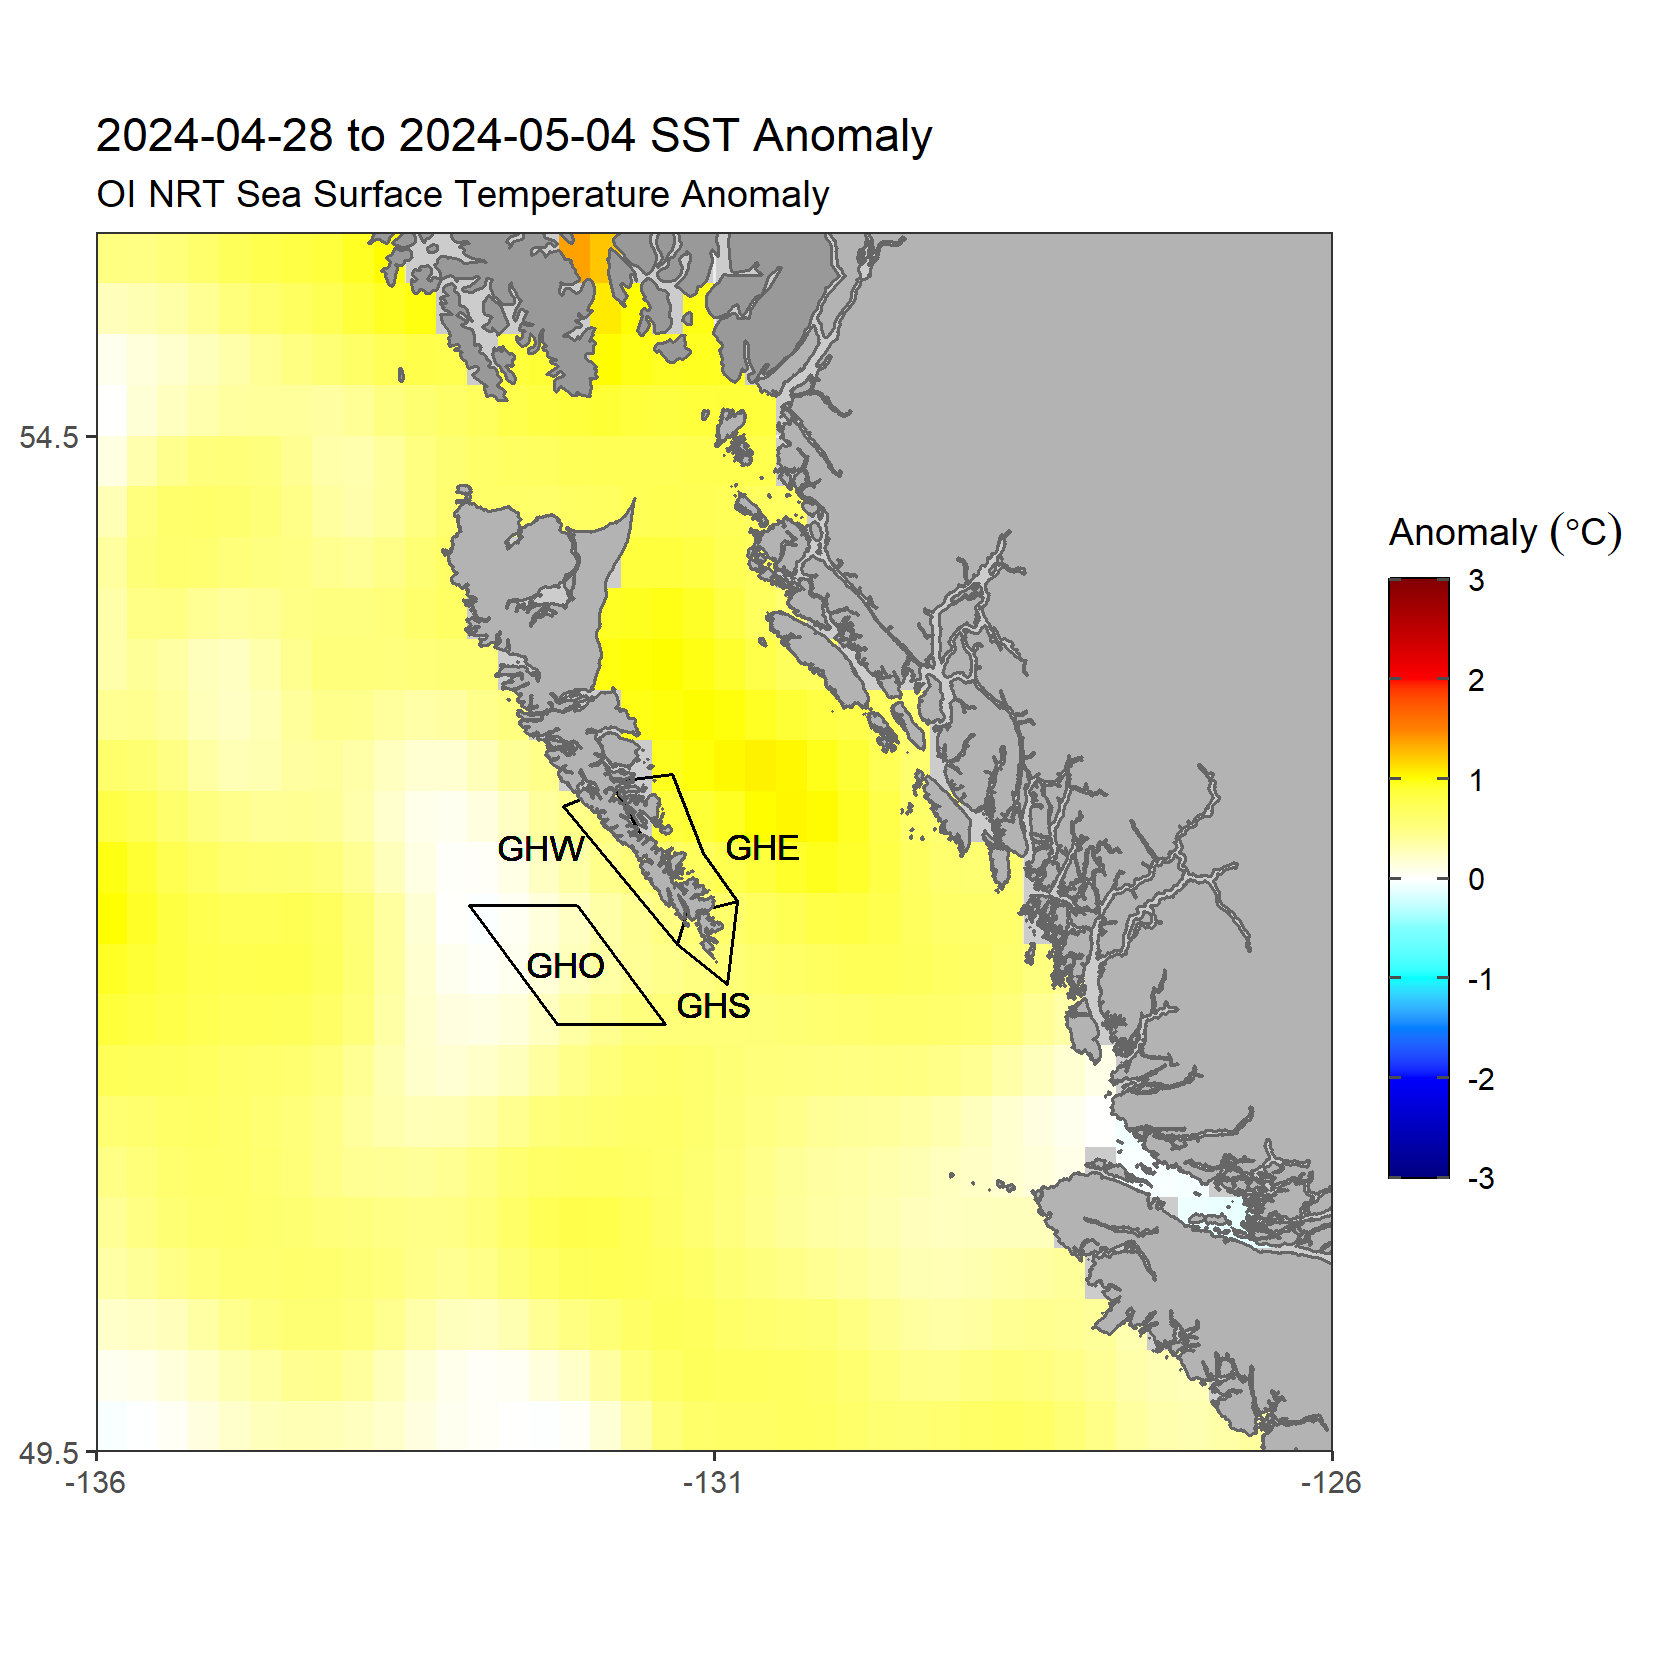 2024-04-28 to 2024-05-04 SST Anomaly
OI NRT Sea Surface Temperature Anomaly
54.5
49.5
-136
-131
-126
GHW
GHE
GHO
GHS
Anomaly (°C)
3
2
1
0
-1
-2
-3